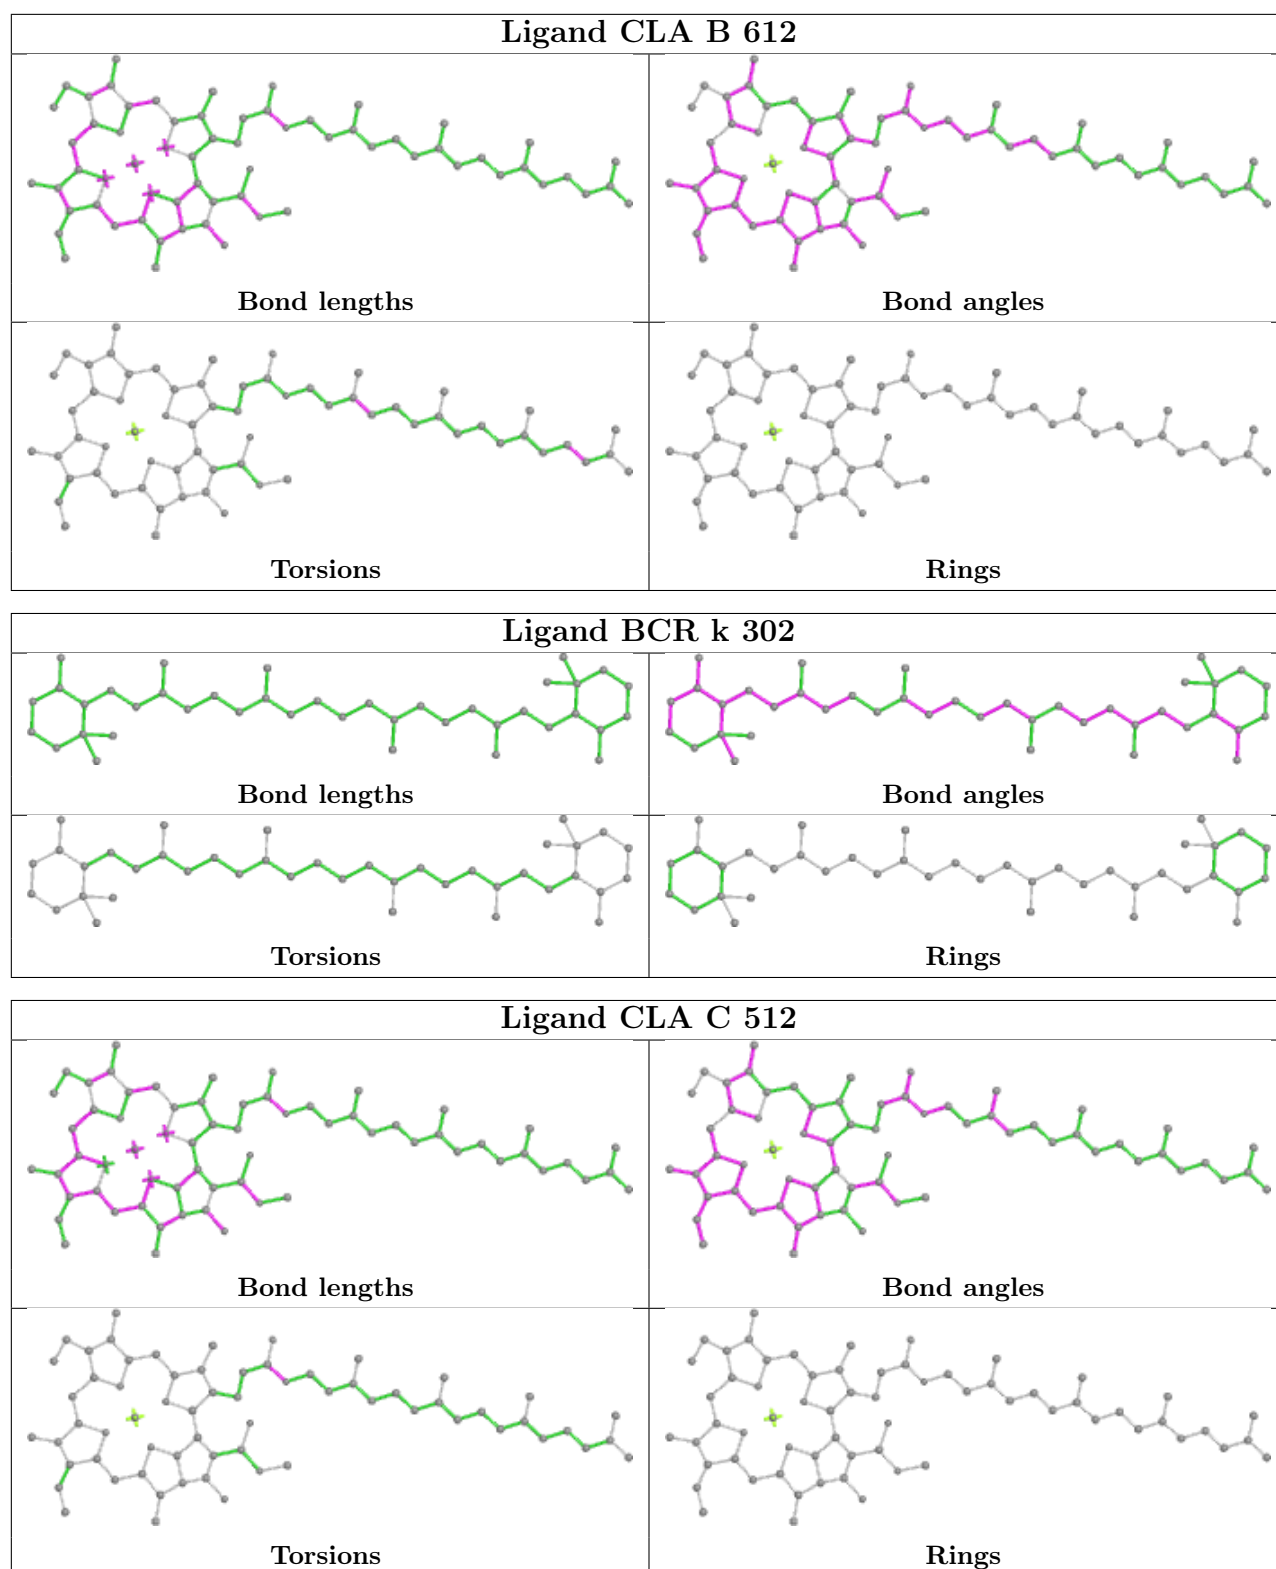 Ligand CLA B 612
Bond lengths
Bond angles
Torsions
Rings
Ligand BCR k 302
Bond lengths
Bond angles
Torsions
Rings
Ligand CLA C 512
Bond lengths
Bond angles
Torsions
Rings